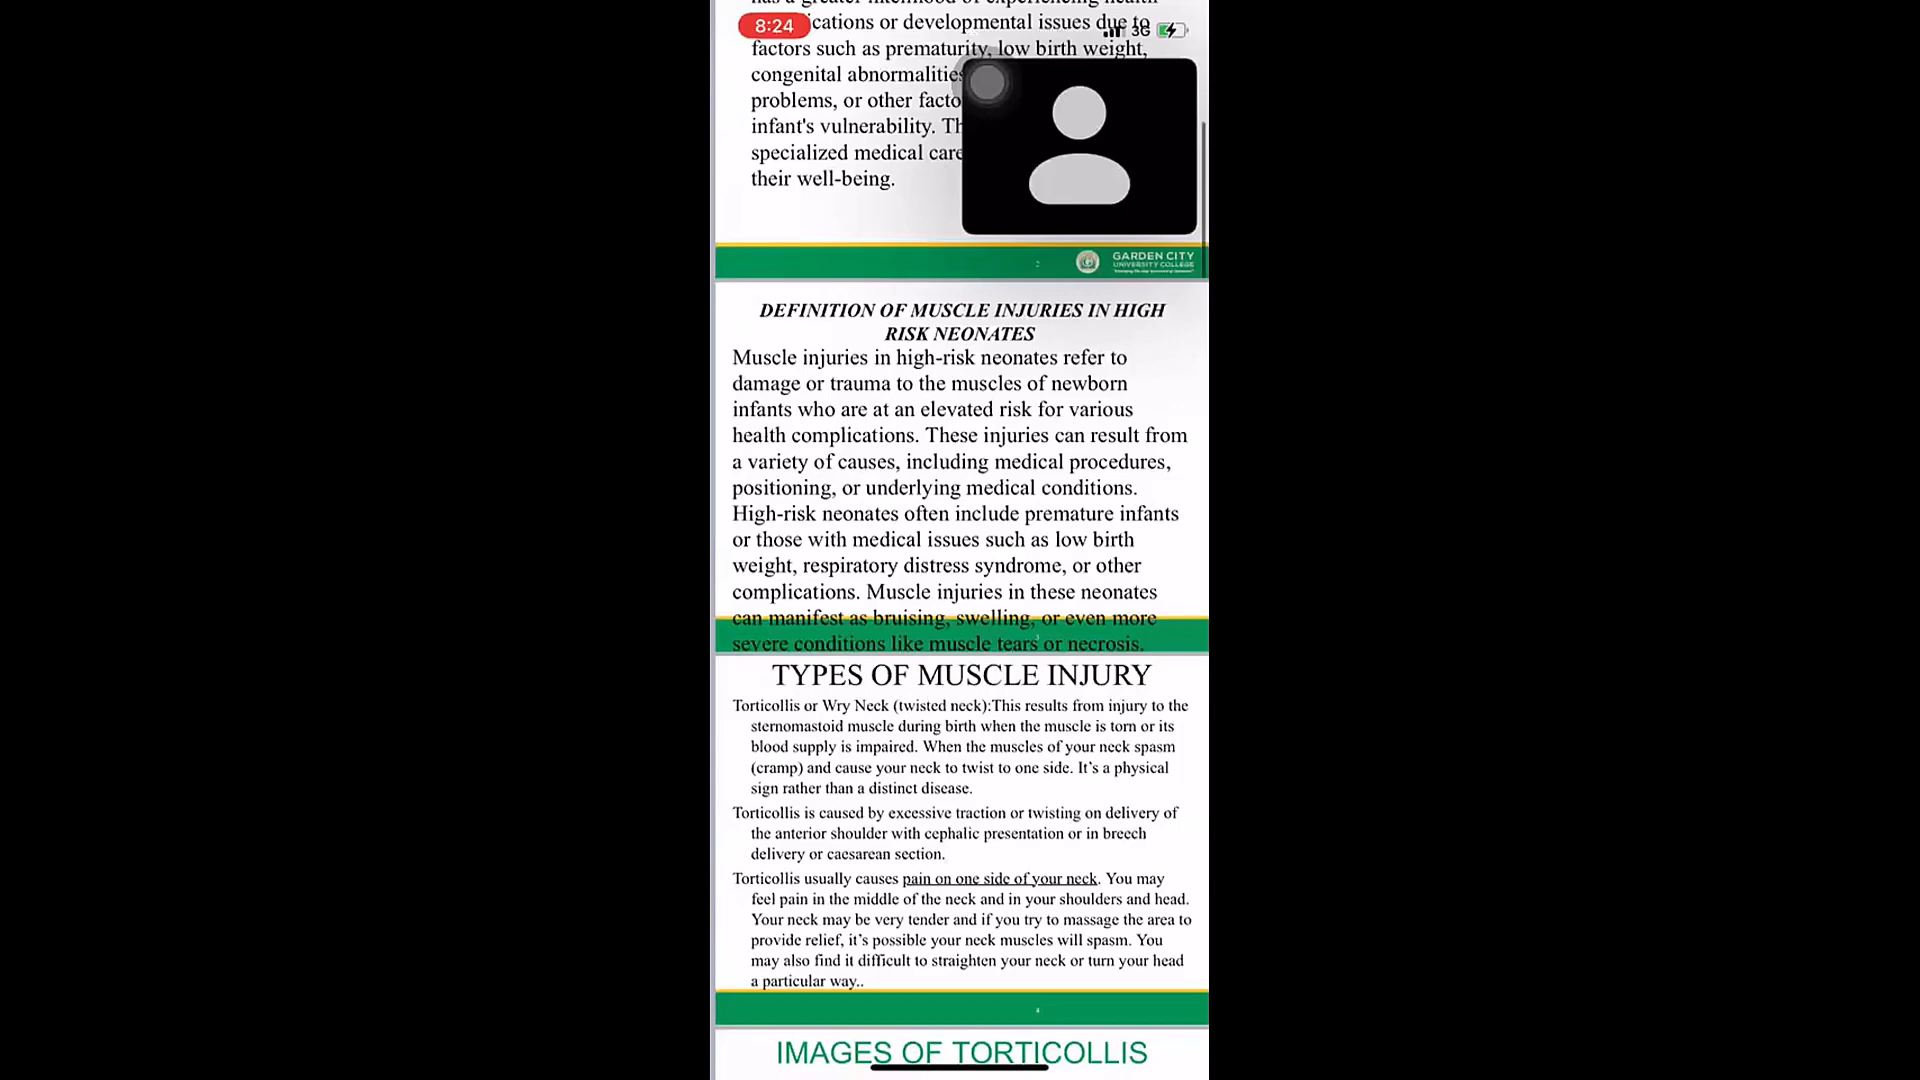 8:24
3G
ications or developmental issues due to
factors such as prematurity, low birth weight,
congenital abnormalities
problems, or other facto
infant's vulnerability. Th
specialized medical care
their well-being.
2
GARDEN CITY
UNIVERSITY COLLEGE
DEFINITION OF MUSCLE INJURIES IN HIGH
RISK NEONATES
Muscle injuries in high-risk neonates refer to
damage or trauma to the muscles of newborn
infants who are at an elevated risk for various
health complications. These injuries can result from
a variety of causes, including medical procedures,
positioning, or underlying medical conditions.
High-risk neonates often include premature infants
or those with medical issues such as low birth
weight, respiratory distress syndrome, or other
complications. Muscle injuries in these neonates
can manifest as bruising, swelling, or even more
severe conditions like muscle tears or necrosis.
TYPES OF MUSCLE INJURY
Torticollis or Wry Neck (twisted neck):This results from injury to the
sternomastoid muscle during birth when the muscle is torn or its
blood supply is impaired. When the muscles of your neck spasm
(cramp) and cause your neck to twist to one side. It’s a physical
sign rather than a distinct disease.
Torticollis is caused by excessive traction or twisting on delivery of
the anterior shoulder with cephalic presentation or in breech
delivery or caesarean section.
Torticollis usually causes pain on one side of your neck. You may
feel pain in the middle of the neck and in your shoulders and head.
Your neck may be very tender and if you try to massage the area to
provide relief, it’s possible your neck muscles will spasm. You
may also find it difficult to straighten your neck or turn your head
a particular way..
4
IMAGES OF TORTICOLLIS